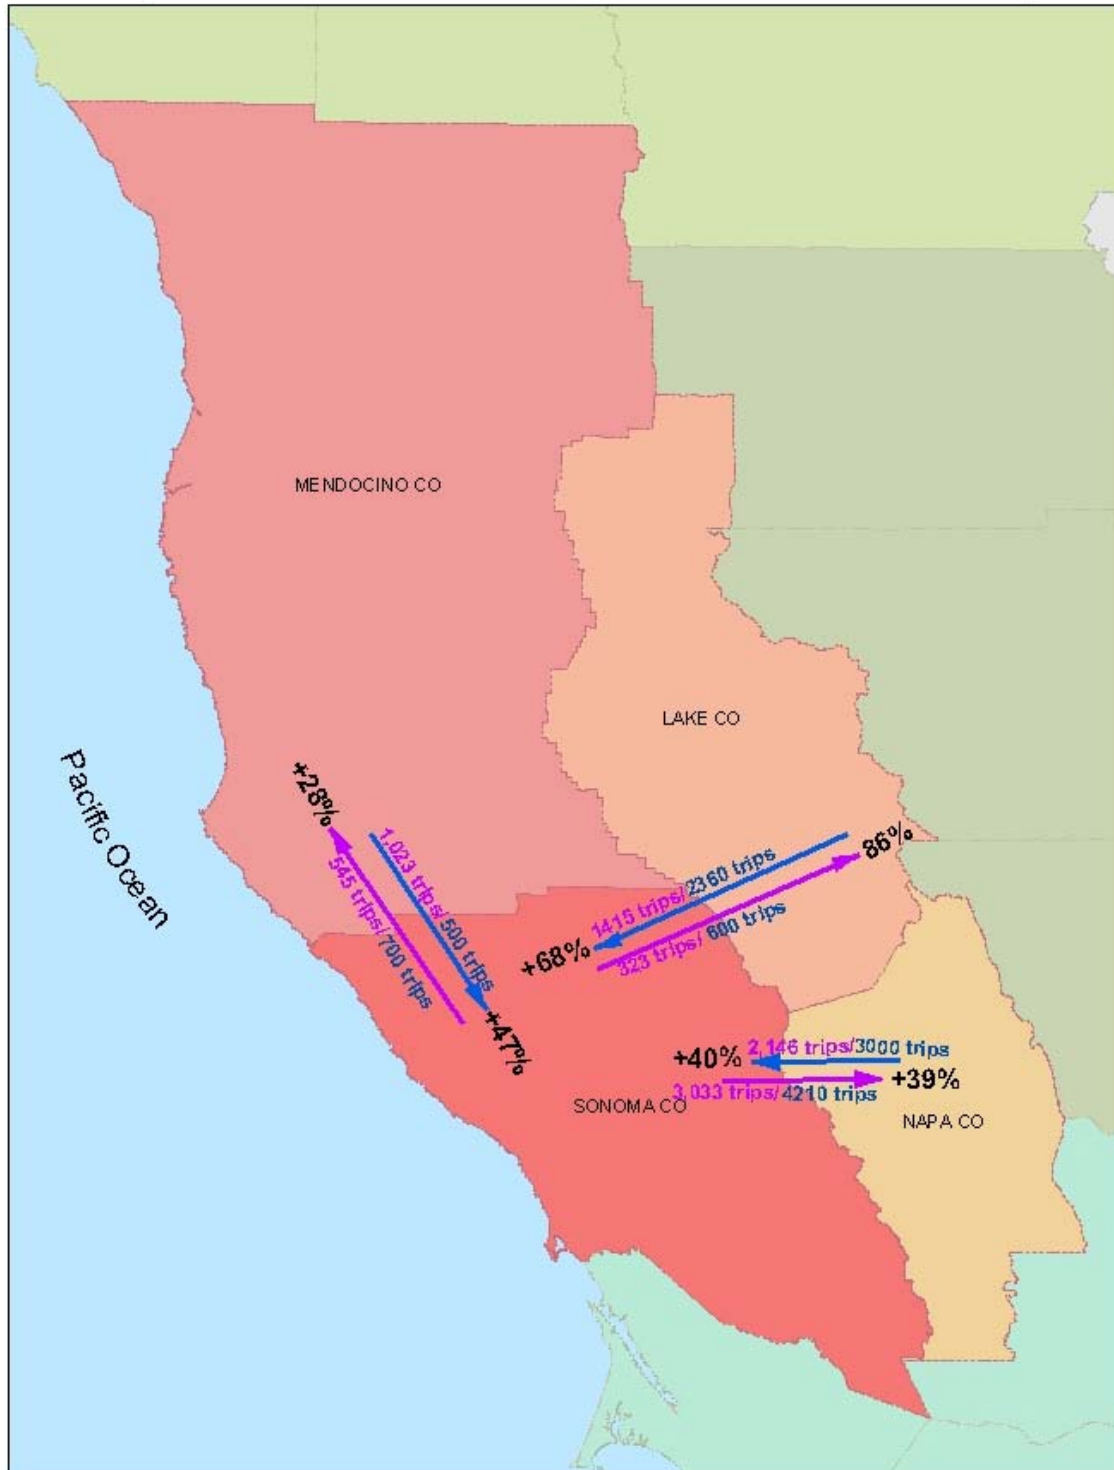 MENDOCINO CO
LAKE CO
Pacific Ocean
+28%
1,023 trips/500 trips
545 trips/700 trips
+47%
86%
1415 trips/2360 trips
323 trips/ 600 trips
+68%
+40%
2,146 trips/3000 trips
+39%
3,033 trips/4210 trips
SONOMA CO
NAPA CO